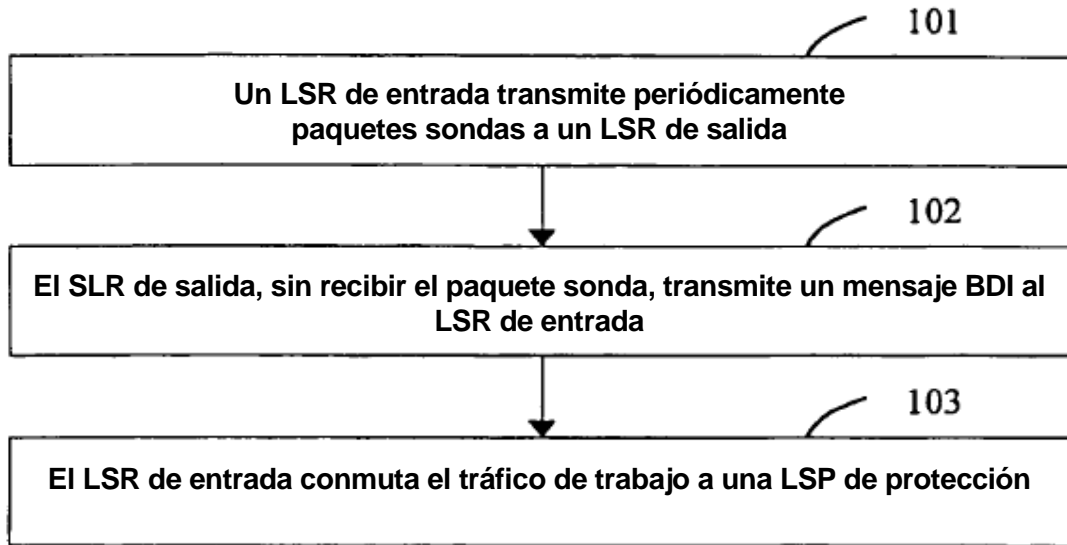 101
Un LSR de entrada transmite periódicamente
paquetes sondas a un LSR de salida
102
El SLR de salida, sin recibir el paquete sonda, transmite un mensaje BDI al
LSR de entrada
103
El LSR de entrada conmuta el tráfico de trabajo a una LSP de protección